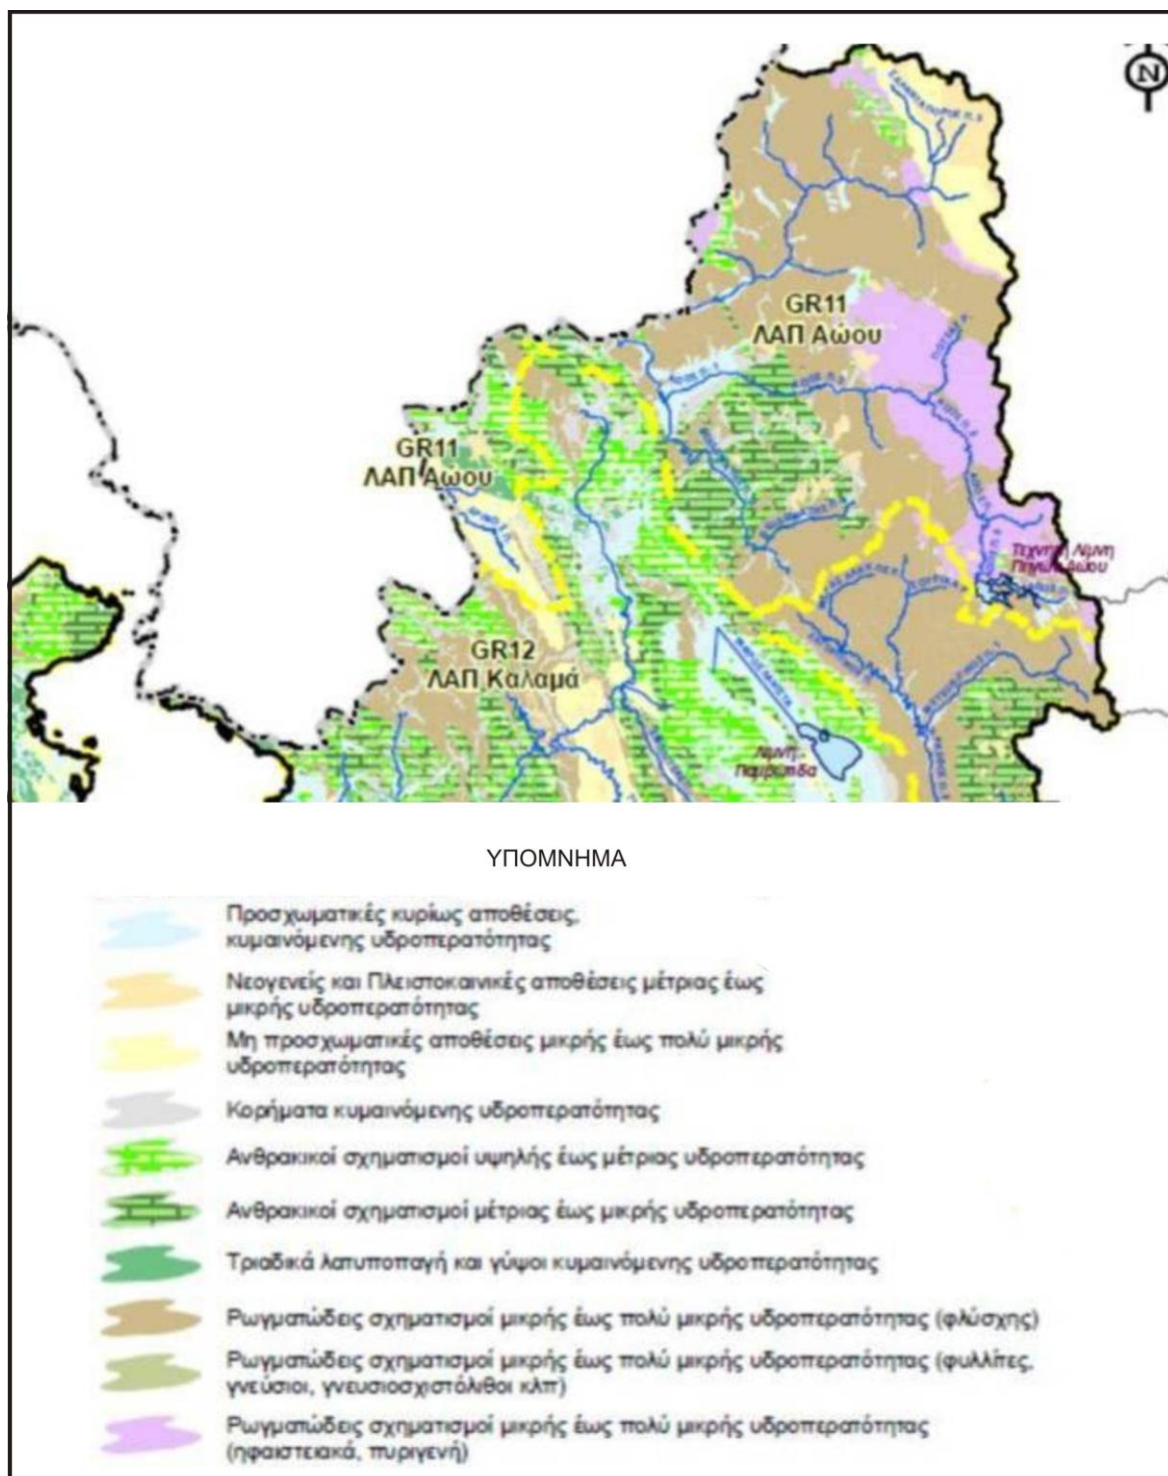 N
GR11
ΛΑΠ Αώου
GR11
ΛΑΠ Αώου
Τεχνητή Λίμνη
Πηγών Αώου
GR12
ΛΑΠ Καλαμά
Λίμνη
Παμβώτιδα
ΥΠΟΜΝΗΜΑ
Προσχωματικές κυρίως αποθέσεις,
κυμαινόμενης υδροπερατότητας
Νεογενείς και Πλειστοκαινικές αποθέσεις μέτριας έως
μικρής υδροπερατότητας
Μη προσχωματικές αποθέσεις μικρής έως πολύ μικρής
υδροπερατότητας
Κορήματα κυμαινόμενης υδροπερατότητας
Ανθρακικοί σχηματισμοί υψηλής έως μέτριας υδροπερατότητας
Ανθρακικοί σχηματισμοί μέτριας έως μικρής υδροπερατότητας
Τριαδικά λατυποπαγή και γύψοι κυμαινόμενης υδροπερατότητας
Ρωγματώδεις σχηματισμοί μικρής έως πολύ μικρής υδροπερατότητας (φλύσχης)
Ρωγματώδεις σχηματισμοί μικρής έως πολύ μικρής υδροπερατότητας (φυλλίτες,
γνεύσιοι, γνευσιοσχιστόλιθοι κλπ)
Ρωγματώδεις σχηματισμοί μικρής έως πολύ μικρής υδροπερατότητας
(ηφαιστειακά, πυριγενή)